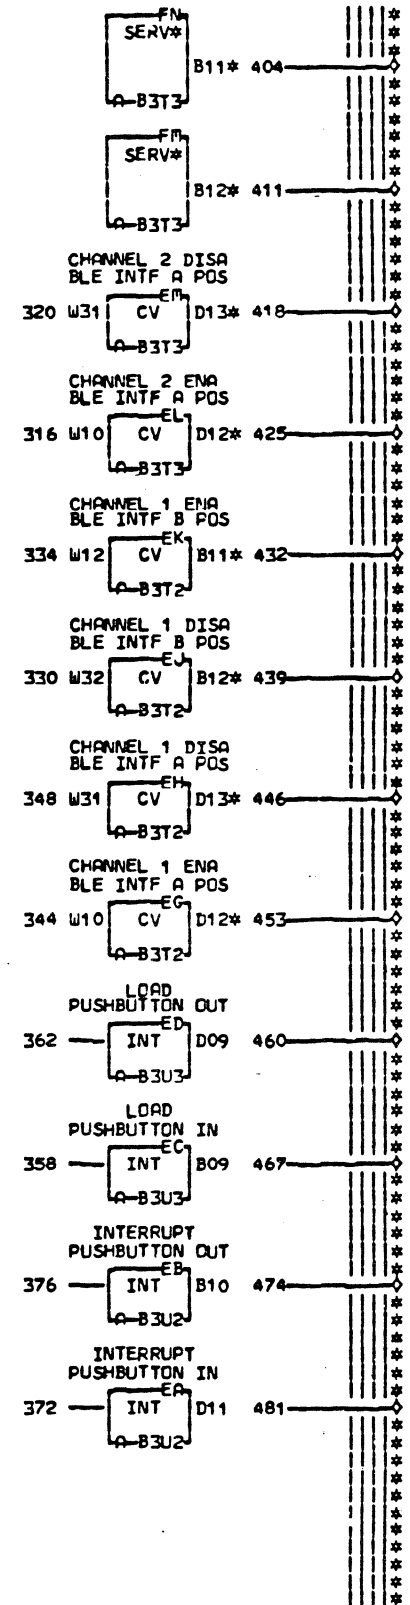 FN
SERV*
B11* 404
A-B3T3
FM
SERV*
B12* 411
A-B3T3
CHANNEL 2 DISA
BLE INTF A POS
EM
320 W31 CV D13* 418
A-B3T3
CHANNEL 2 ENA
BLE INTF A POS
EL
316 W10 CV D12* 425
A-B3T3
CHANNEL 1 ENA
BLE INTF B POS
EK
334 W12 CV B11* 432
A-B3T2
CHANNEL 1 DISA
BLE INTF B POS
EJ
330 W32 CV B12* 439
A-B3T2
CHANNEL 1 DISA
BLE INTF A POS
EH
348 W31 CV D13* 446
A-B3T2
CHANNEL 1 ENA
BLE INTF A POS
EG
344 W10 CV D12* 453
A-B3T2
LOAD
PUSHBUTTON OUT
ED
362 INT D09 460
A-B3U3
LOAD
PUSHBUTTON IN
EC
358 INT B09 467
A-B3U3
INTERRUPT
PUSHBUTTON OUT
EB
376 INT B10 474
A-B3U2
INTERRUPT
PUSHBUTTON IN
EA
372 INT D11 481
A-B3U2